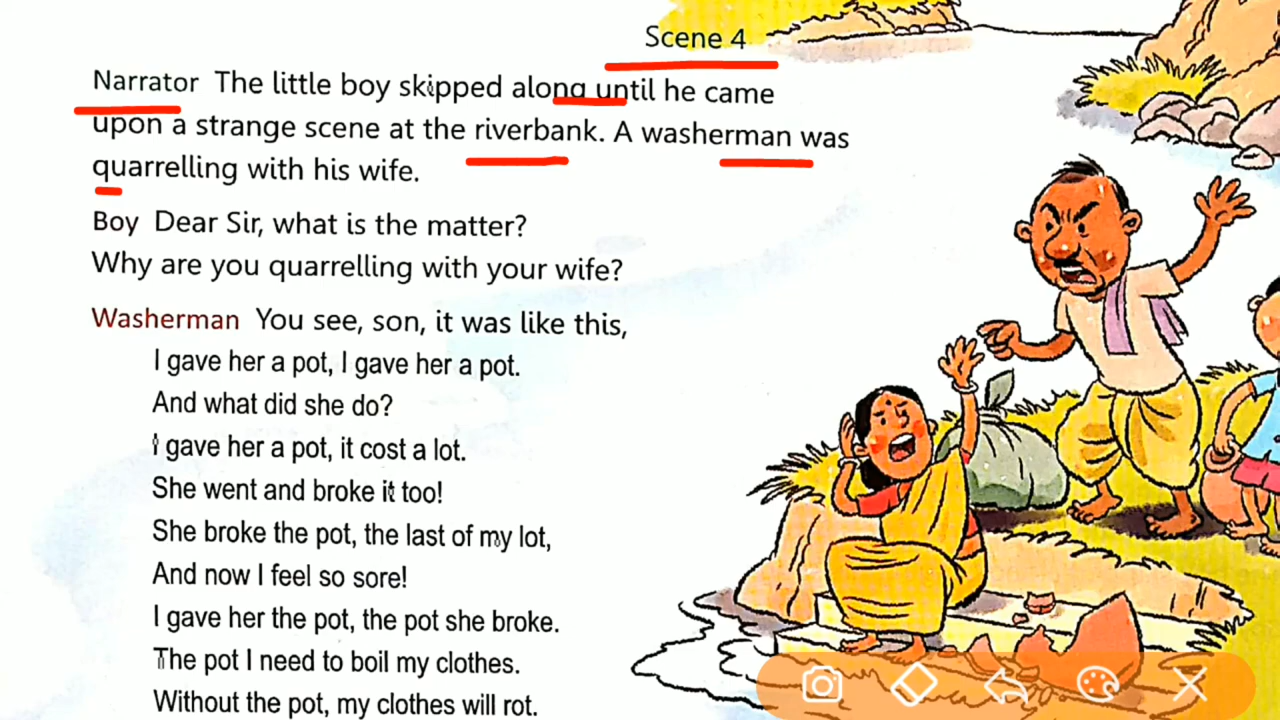 Scene 4
Narrator The little boy skipped along until he came
upon a strange scene at the riverbank. A washerman was
quarrelling with his wife.
Boy Dear Sir, what is the matter?
Why are you quarrelling with your wife?
Washerman You see, son, it was like this,
I gave her a pot, I gave her a pot.
And what did she do?
I gave her a pot, it cost a lot.
She went and broke it too!
She broke the pot, the last of my lot,
And now I feel so sore!
I gave her the pot, the pot she broke.
The pot I need to boil my clothes.
Without the pot, my clothes will rot.